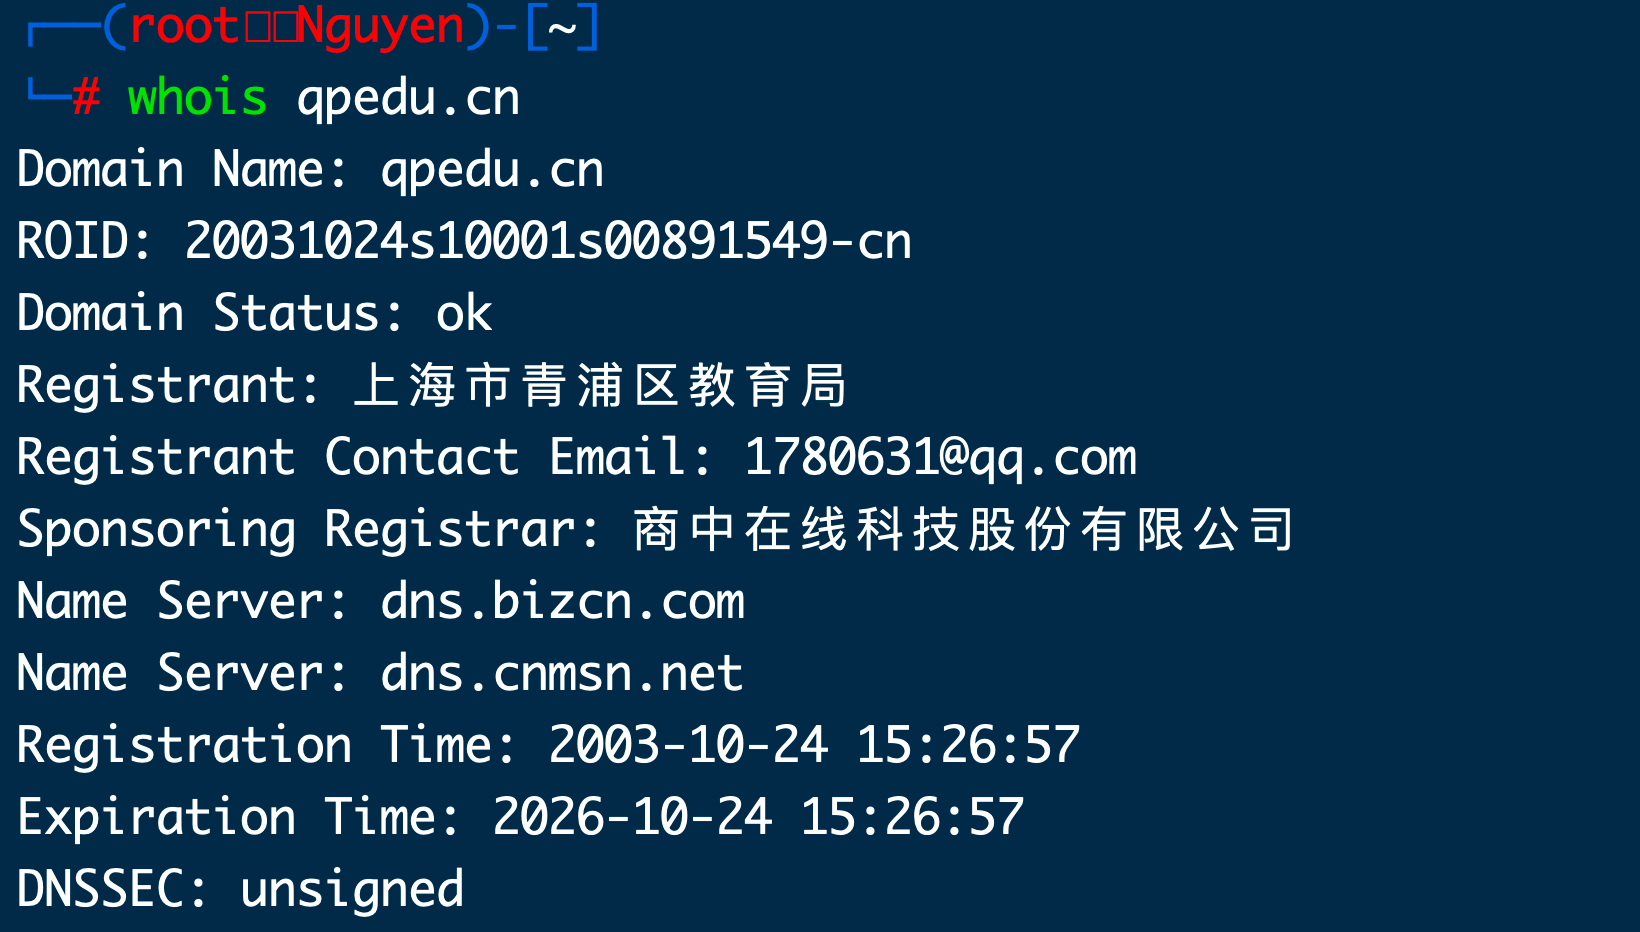 ┌──(root㉿Nguyen)-[~]
└─# whois qpedu.cn
Domain Name: qpedu.cn
ROID: 20031024s10001s00891549-cn
Domain Status: ok
Registrant: 上海市青浦区教育局
Registrant Contact Email: 1780631@qq.com
Sponsoring Registrar: 商中在线科技股份有限公司
Name Server: dns.bizcn.com
Name Server: dns.cnmsn.net
Registration Time: 2003-10-24 15:26:57
Expiration Time: 2026-10-24 15:26:57
DNSSEC: unsigned